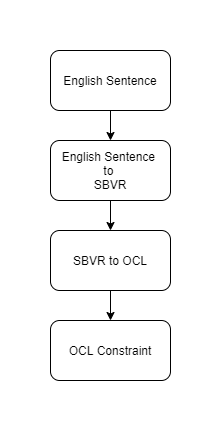 English Sentence
English Sentence
to
SBVR
SBVR to OCL
OCL Constraint